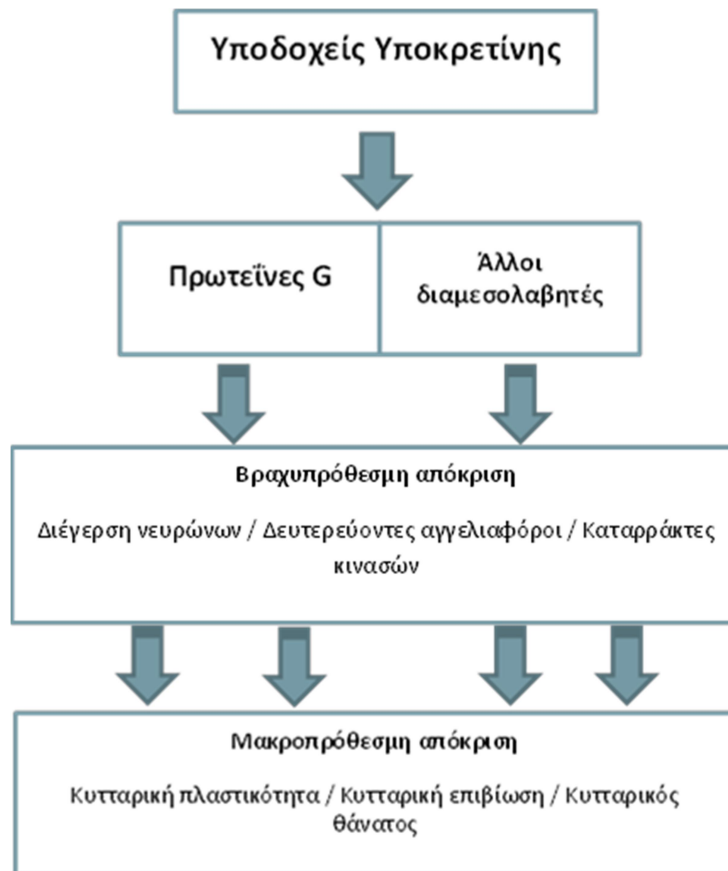 Υποδοχείς Υποκρετίνης
Πρωτεΐνες G
Άλλοι
διαμεσολαβητές
Βραχυπρόθεσμη απόκριση
Διέγερση νευρώνων / Δευτερεύοντες αγγελιαφόροι / Καταρράκτες
κινασών
Μακροπρόθεσμη απόκριση
Κυτταρική πλαστικότητα / Κυτταρική επιβίωση / Κυτταρικός
θάνατος